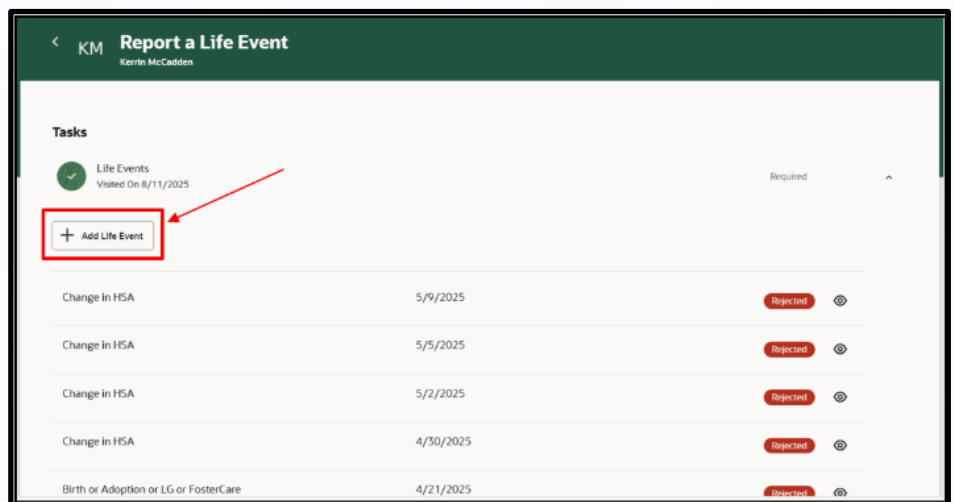 KM
Report a Life Event
Kerrin McCadden
Tasks
Life Events
Visited On 8/11/2025
Required
+ Add Life Event
Change in HSA 5/9/2025 Rejected
Change in HSA 5/5/2025 Rejected
Change in HSA 5/2/2025 Rejected
Change in HSA 4/30/2025 Rejected
Birth or Adoption or LG or FosterCare 4/21/2025 Rejected